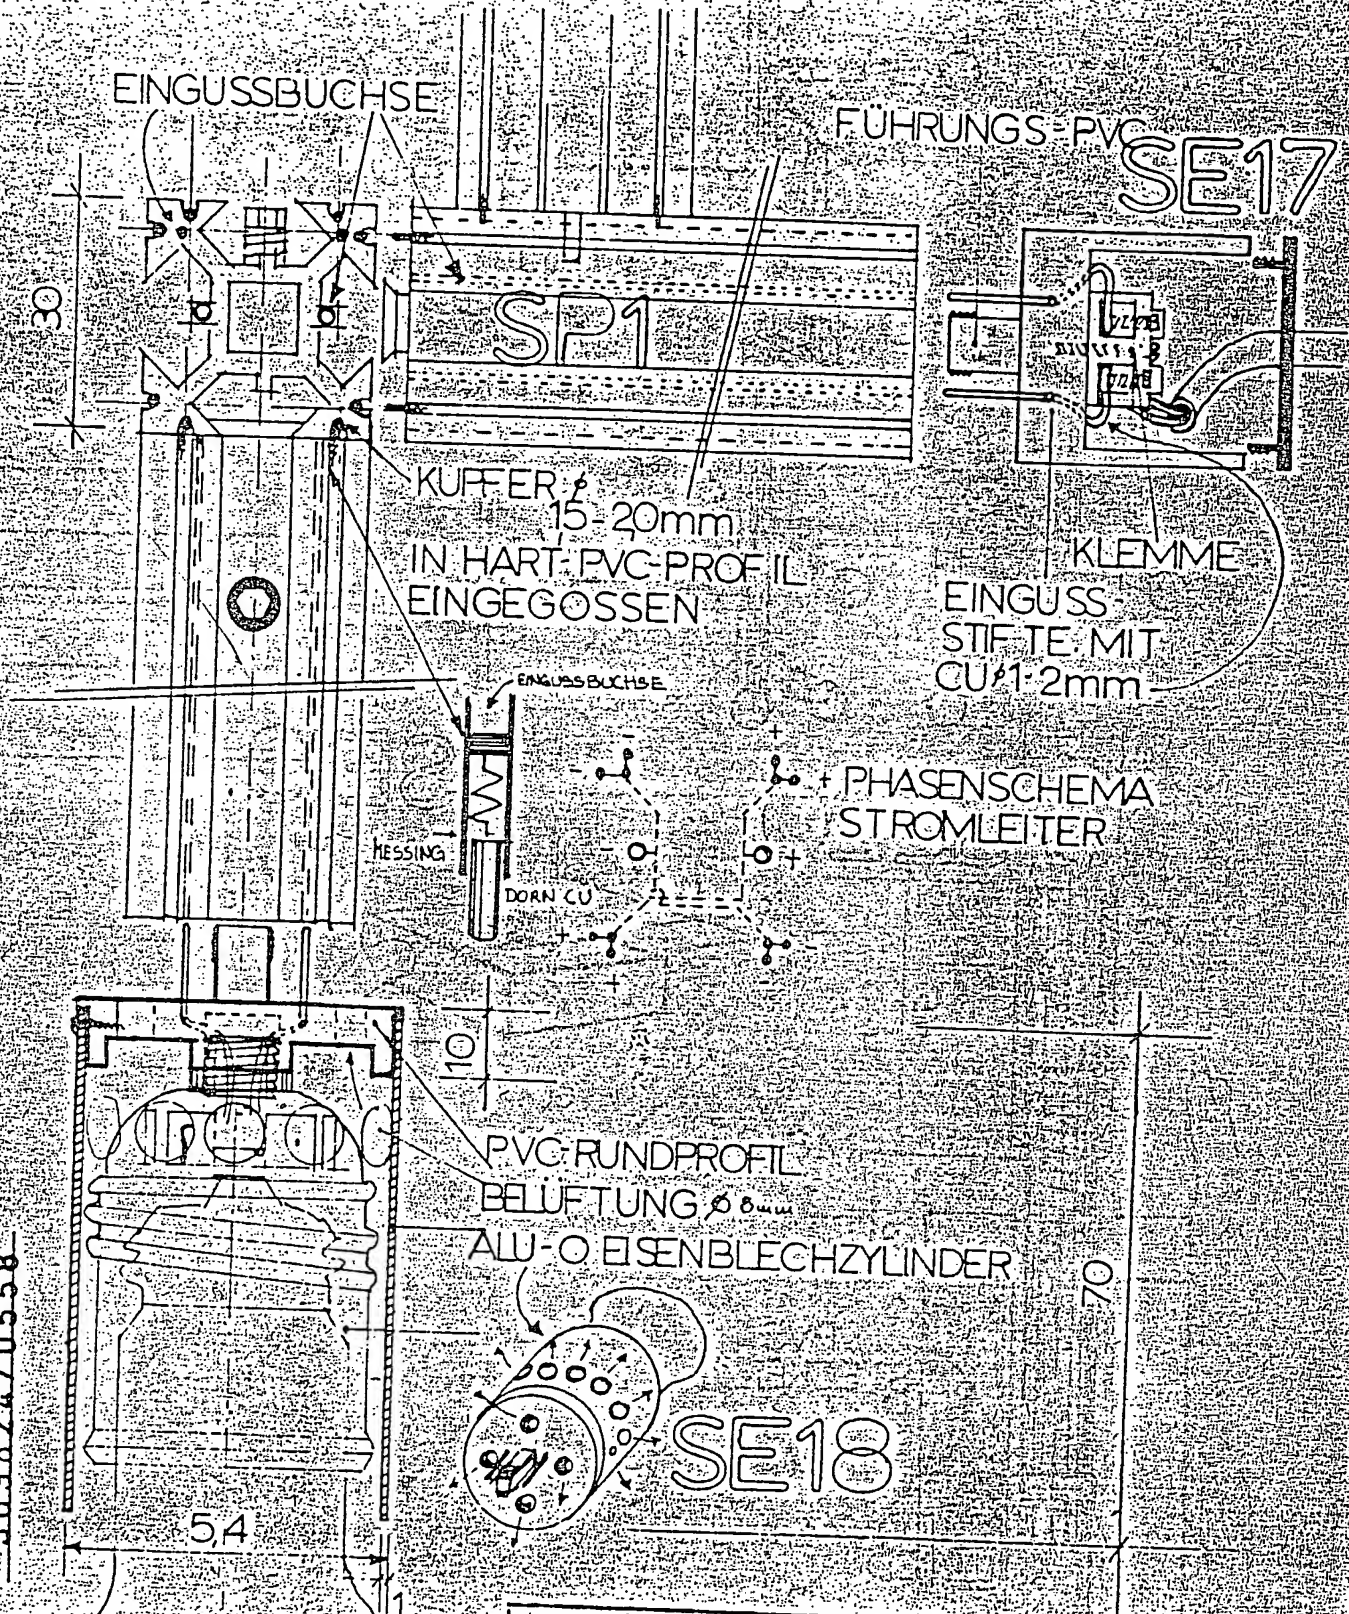 EINGUSSBUCHSE
FÜHRUNGS-PVC
SE17
30
SP1
KUPFER ø
15-20mm
IN HART-PVC-PROFIL
EINGEGOSSEN
KLEMME
EINGUSS-
STIFTE MIT
CU ø 1-2mm
EINGUSSBUCHSE
PHASENSCHEMA
STROMLEITER
MESSING
DORN CU
10
PVC-RUNDPROFIL
BELÜFTUNG ø 8mm
ALU-O EISENBLECHZYLINDER
70
SE18
5,4
1